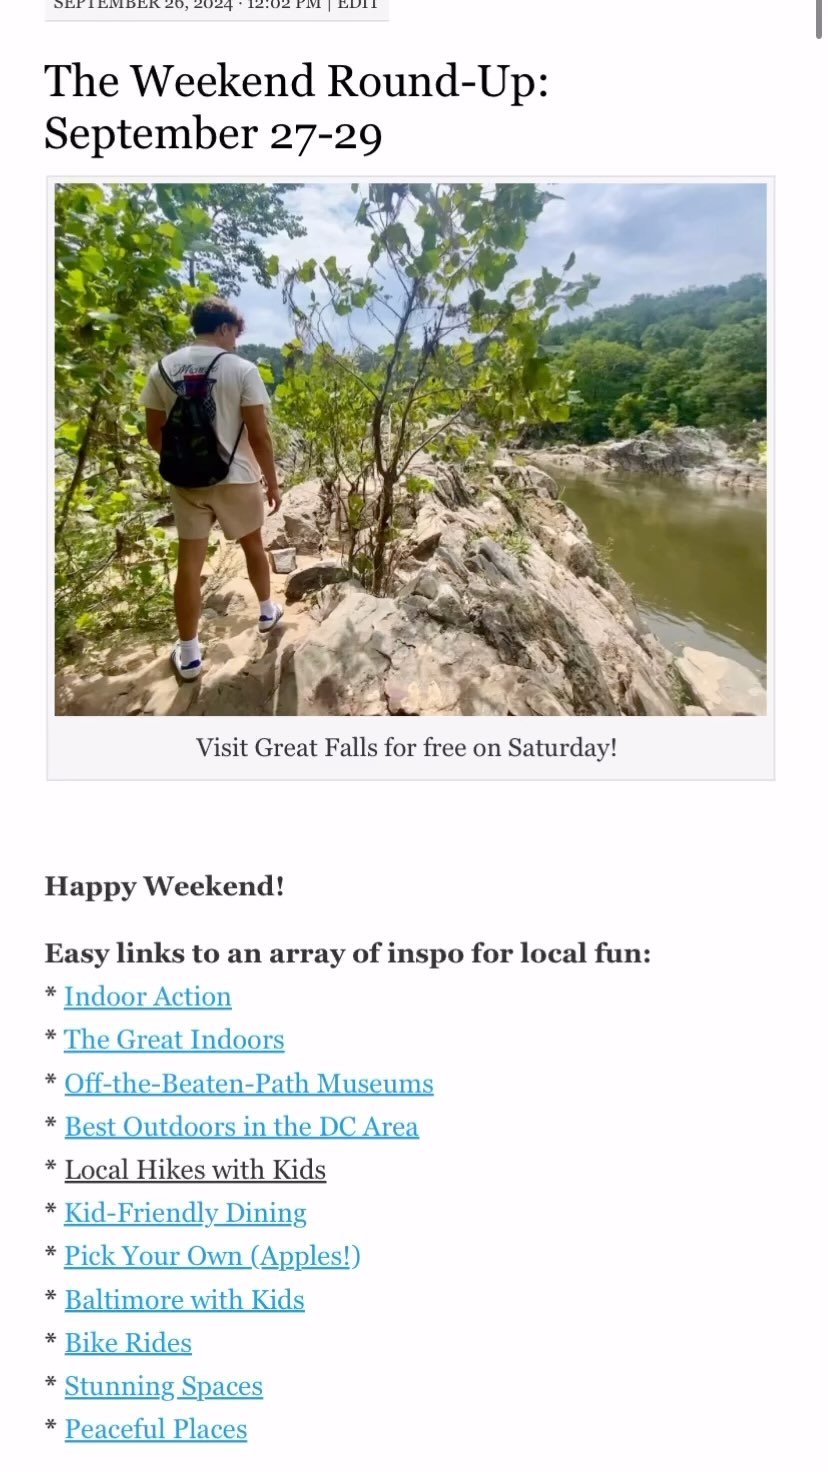 SEPTEMBER 26, 2024 · 12:02 PM | EDIT
The Weekend Round-Up:
September 27-29
Visit Great Falls for free on Saturday!
Happy Weekend!
Easy links to an array of inspo for local fun:
* Indoor Action
* The Great Indoors
* Off-the-Beaten-Path Museums
* Best Outdoors in the DC Area
* Local Hikes with Kids
* Kid-Friendly Dining
* Pick Your Own (Apples!)
* Baltimore with Kids
* Bike Rides
* Stunning Spaces
* Peaceful Places